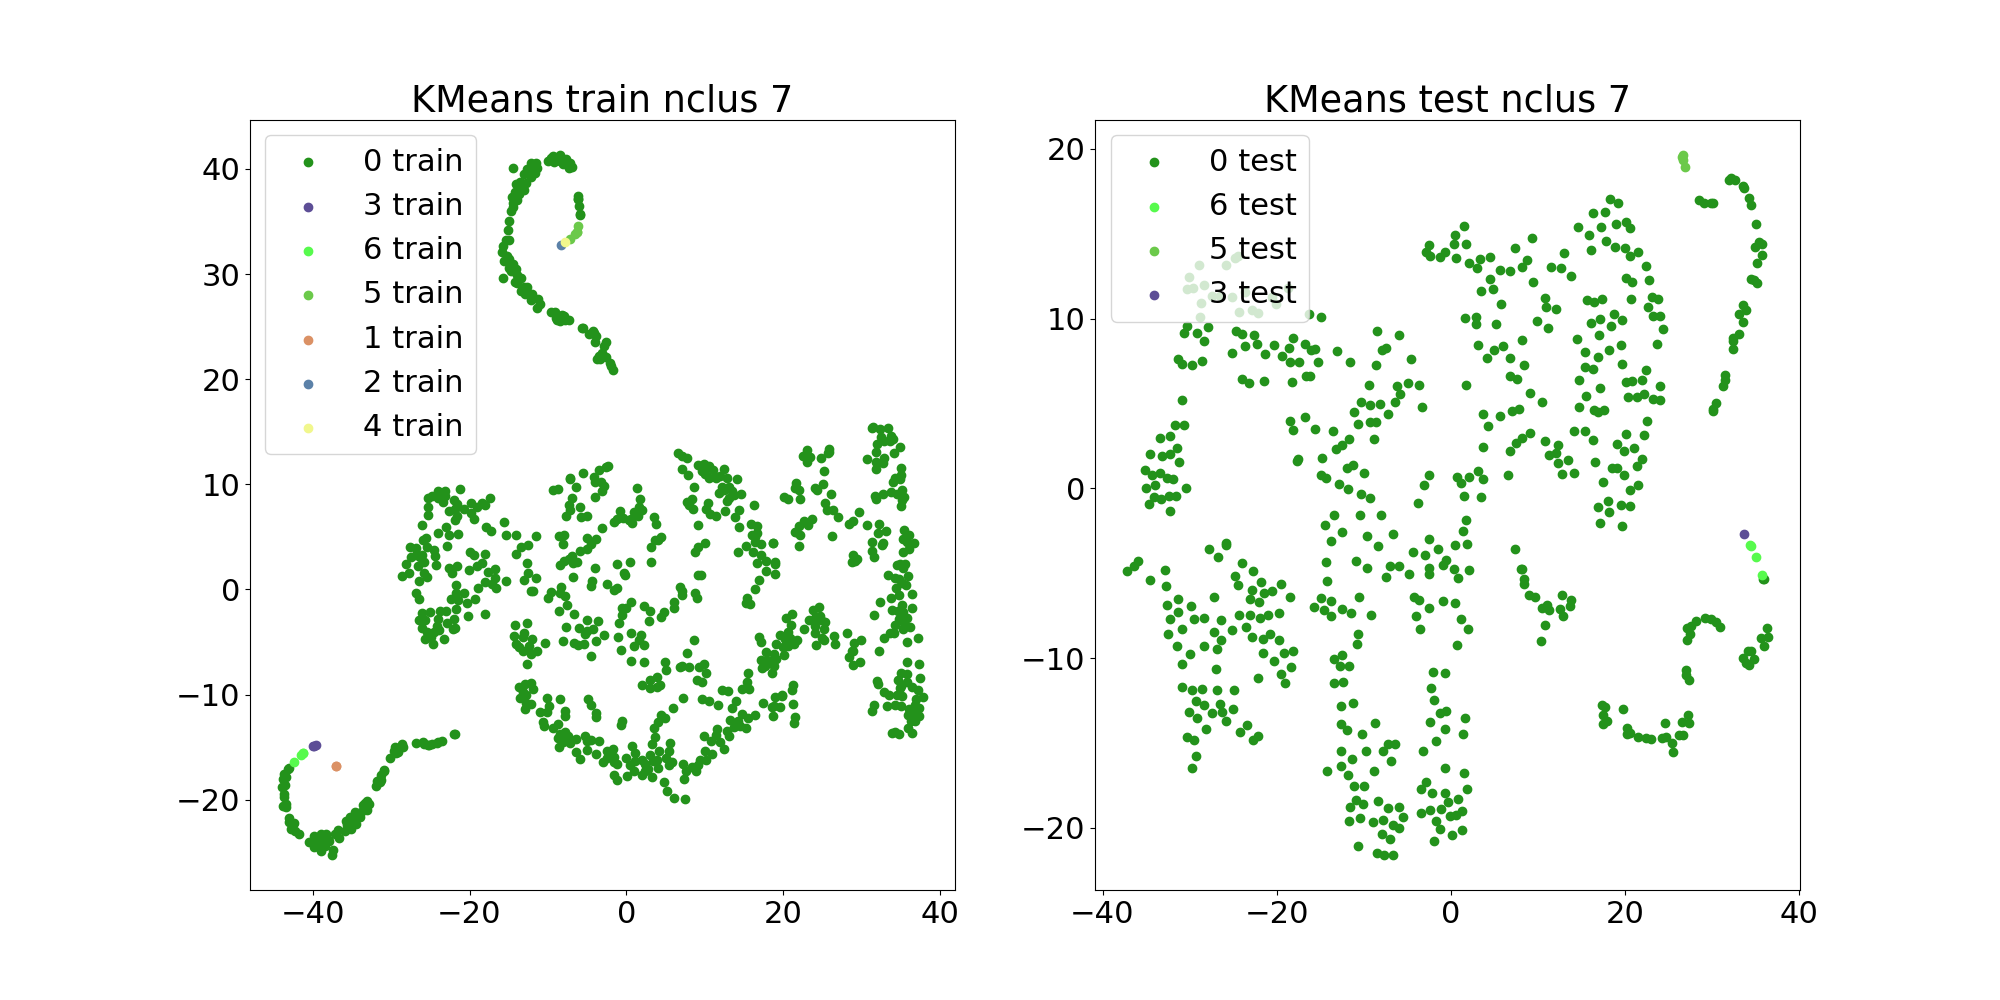 KMeans train nclus 7
0 train
3 train
6 train
5 train
1 train
2 train
4 train
40
30
20
10
0
−10
−20
−40 −20 0 20 40
KMeans test nclus 7
0 test
6 test
5 test
3 test
20
10
0
−10
−20
−40 −20 0 20 40